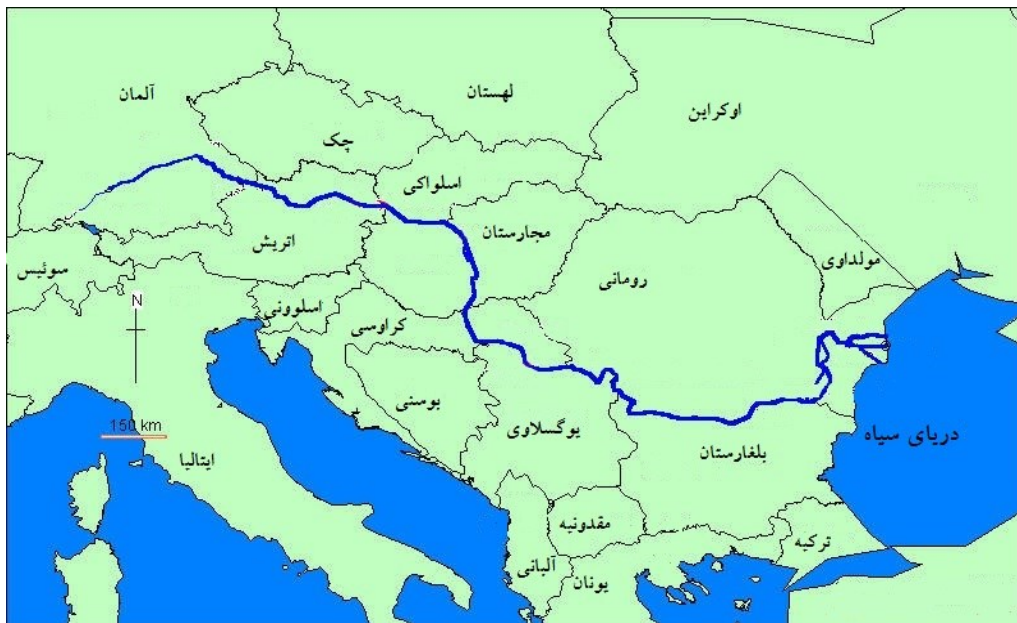 آلمان
لهستان
اوکراین
چک
اسلواکی
مجارستان
اتریش
سوئیس
مولداوی
رومانی
اسلوونی
کراوسی
N
بوسنی
150 km
یوگسلاوی
دریای سیاه
بلغارستان
ایتالیا
مقدونیه
ترکیه
آلبانی
یونان